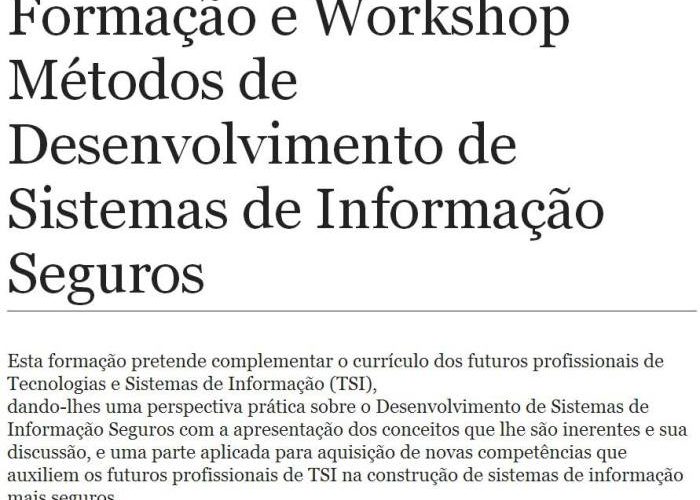 Formação e Workshop
Métodos de
Desenvolvimento de
Sistemas de Informação
Seguros
Esta formação pretende complementar o currículo dos futuros profissionais de
Tecnologias e Sistemas de Informação (TSI),
dando-lhes uma perspectiva prática sobre o Desenvolvimento de Sistemas de
Informação Seguros com a apresentação dos conceitos que lhe são inerentes e sua
discussão, e uma parte aplicada para aquisição de novas competências que
auxiliem os futuros profissionais de TSI na construção de sistemas de informação
mais seguros